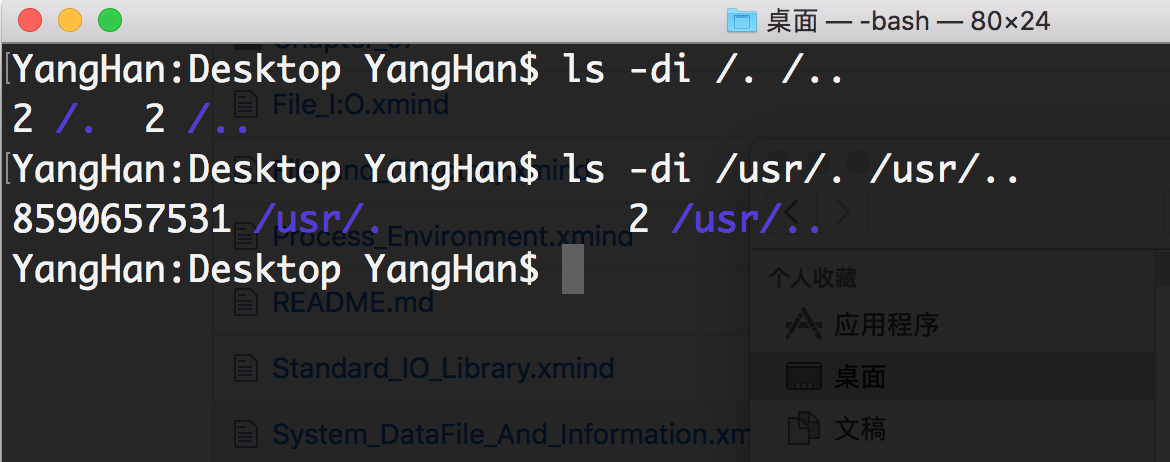 桌面 — -bash — 80×24
YangHan:Desktop YangHan$ ls -di /. /..
2 /.  2 /..
File_I:O.xmind
YangHan:Desktop YangHan$ ls -di /usr/. /usr/..
8590657531 /usr/.  2 /usr/..
Process_Environment.xmind
YangHan:Desktop YangHan$
个人收藏
README.md
应用程序
Standard_IO_Library.xmind
桌面
文稿
System_DataFile_And_Information.xm